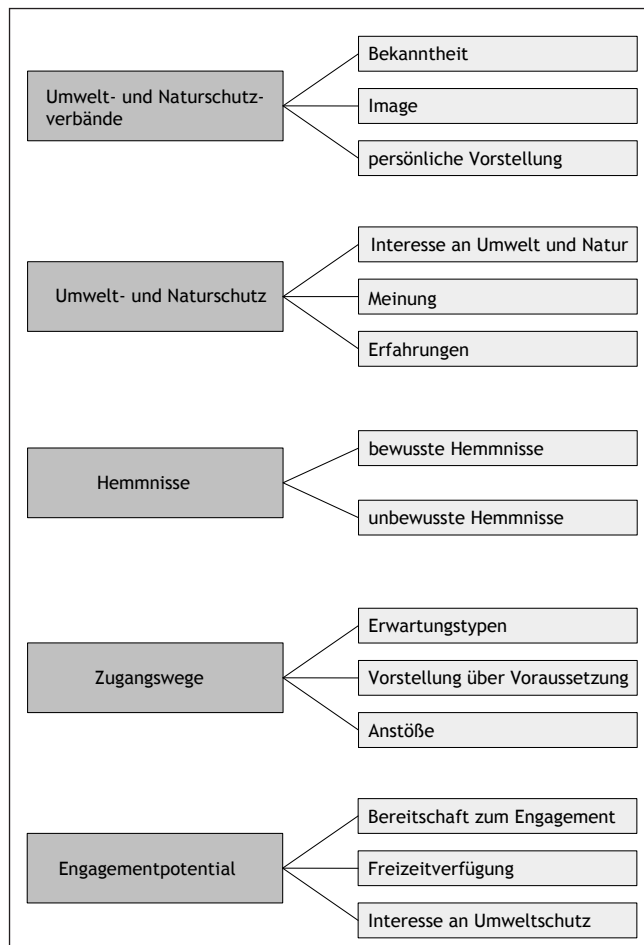 Umwelt- und Naturschutz-
verbände
Bekanntheit
Image
persönliche Vorstellung
Umwelt- und Naturschutz
Interesse an Umwelt und Natur
Meinung
Erfahrungen
Hemmnisse
bewusste Hemmnisse
unbewusste Hemmnisse
Zugangswege
Erwartungstypen
Vorstellung über Voraussetzung
Anstöße
Engagementpotential
Bereitschaft zum Engagement
Freizeitverfügung
Interesse an Umweltschutz